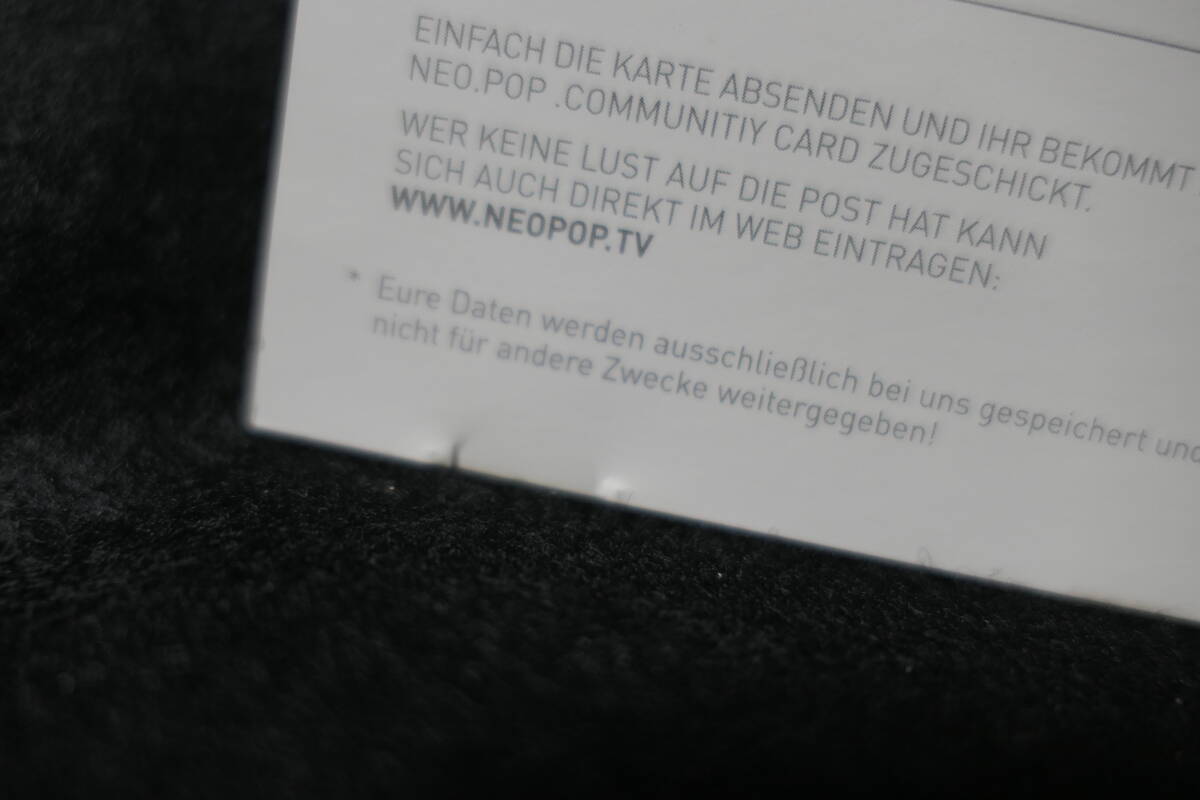 EINFACH DIE KARTE ABSENDEN UND IHR BEKOMMT
NEO.POP .COMMUNITIY CARD ZUGESCHICKT.
WER KEINE LUST AUF DIE POST HAT KANN
SICH AUCH DIREKT IM WEB EINTRAGEN:
WWW.NEOPOP.TV
* Eure Daten werden ausschließlich bei uns gespeichert und
nicht für andere Zwecke weitergegeben!